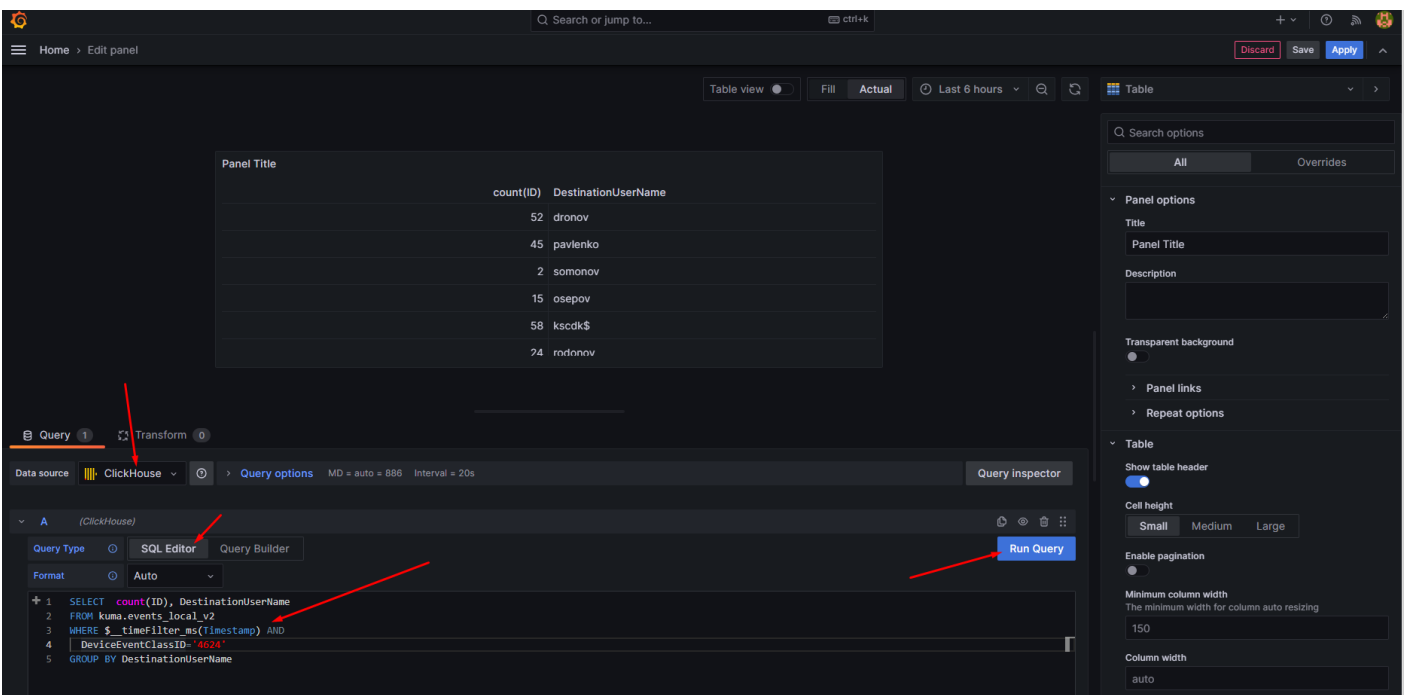 Search or jump to...
ctrl+k
Home › Edit panel
Discard Save Apply
Table view Fill Actual Last 6 hours
Table
Search options
All Overrides
Panel Title
count(ID) DestinationUserName
52 dronov
45 pavlenko
2 somonov
15 osepov
58 kscdk$
24 rodonov
Panel options
Title
Panel Title
Description
Transparent background
Panel links
Repeat options
Query 1 Transform 0
Data source ClickHouse Query options MD = auto = 886 Interval = 20s Query inspector
A (ClickHouse)
Query Type SQL Editor Query Builder Run Query
Format Auto
1 SELECT count(ID), DestinationUserName
2 FROM kuma.events_local_v2
3 WHERE $__timeFilter_ms(Timestamp) AND
4 DeviceEventClassID='4624'
5 GROUP BY DestinationUserName
Table
Show table header
Cell height
Small Medium Large
Enable pagination
Minimum column width
The minimum width for column auto resizing
150
Column width
auto